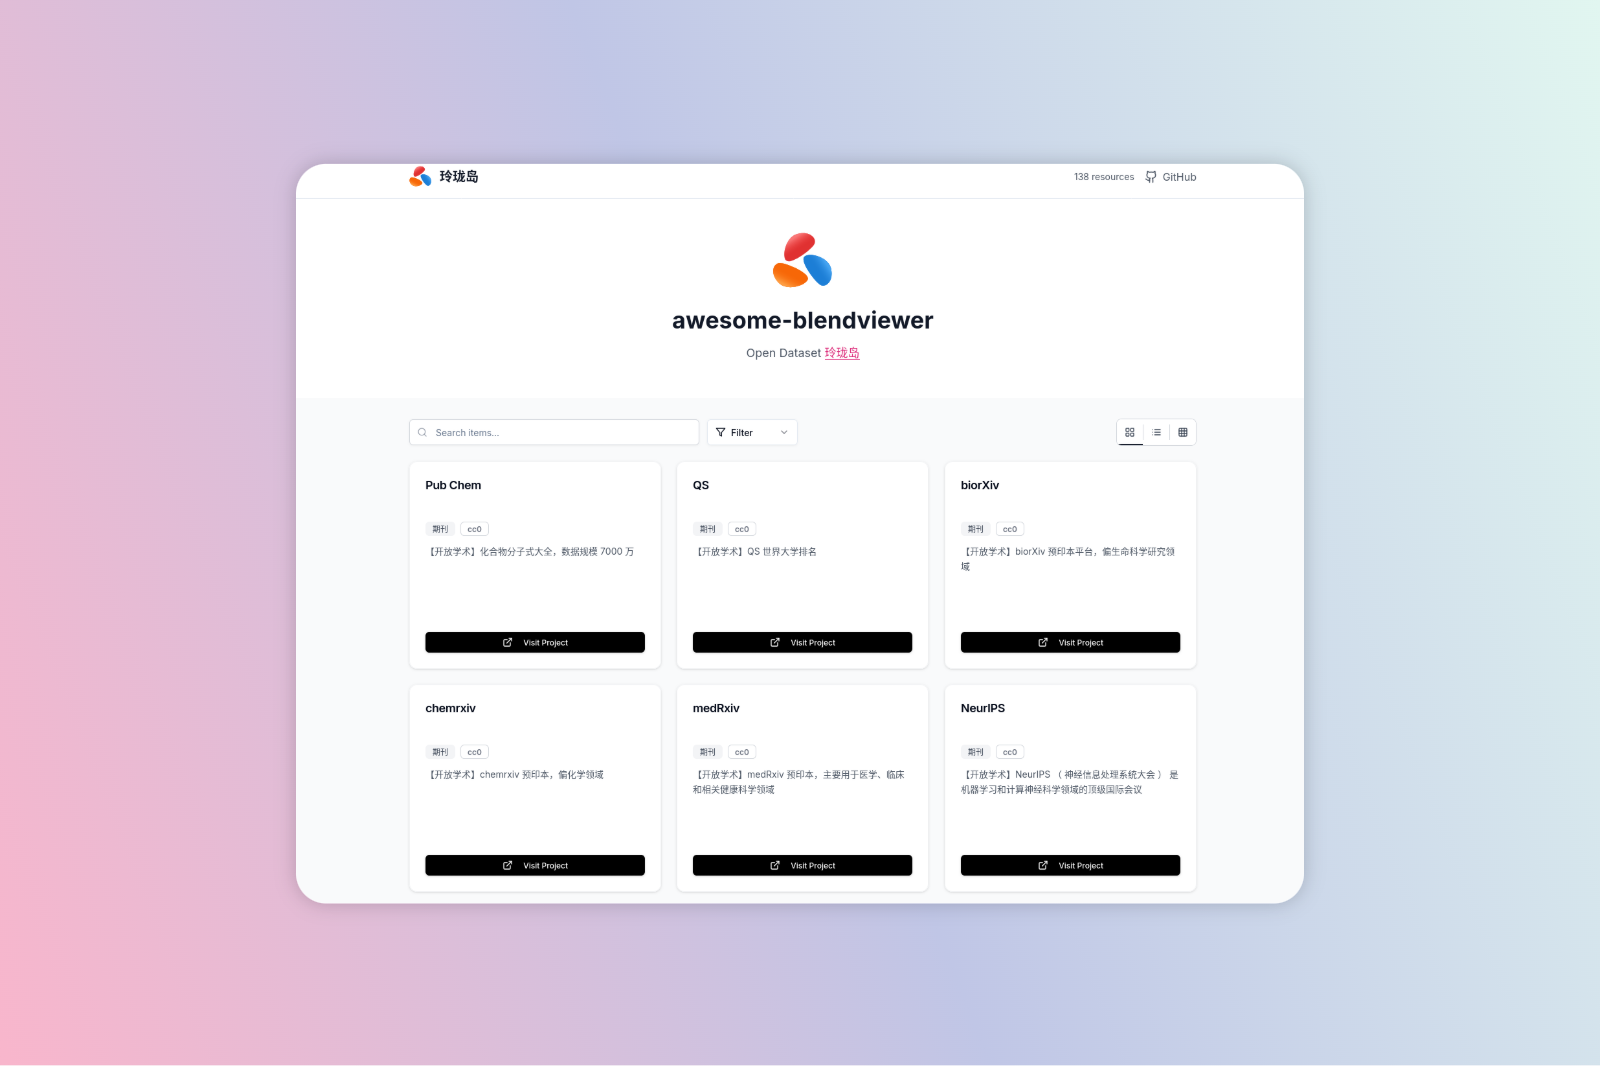 玲珑岛
138 resources GitHub
awesome-blendviewer
Open Dataset 玲珑岛
Search items...
Filter
Pub Chem
期刊 cc0
【开放学术】化合物分子式大全，数据规模 7000 万
Visit Project
QS
期刊 cc0
【开放学术】QS 世界大学排名
Visit Project
biorXiv
期刊 cc0
【开放学术】biorXiv 预印本平台，偏生命科学研究领
域
Visit Project
chemrxiv
期刊 cc0
【开放学术】chemrxiv 预印本，偏化学领域
Visit Project
medRxiv
期刊 cc0
【开放学术】medRxiv 预印本，主要用于医学、临床
和相关健康科学领域
Visit Project
NeurIPS
期刊 cc0
【开放学术】NeurIPS （ 神经信息处理系统大会 ） 是
机器学习和计算神经科学领域的顶级国际会议
Visit Project